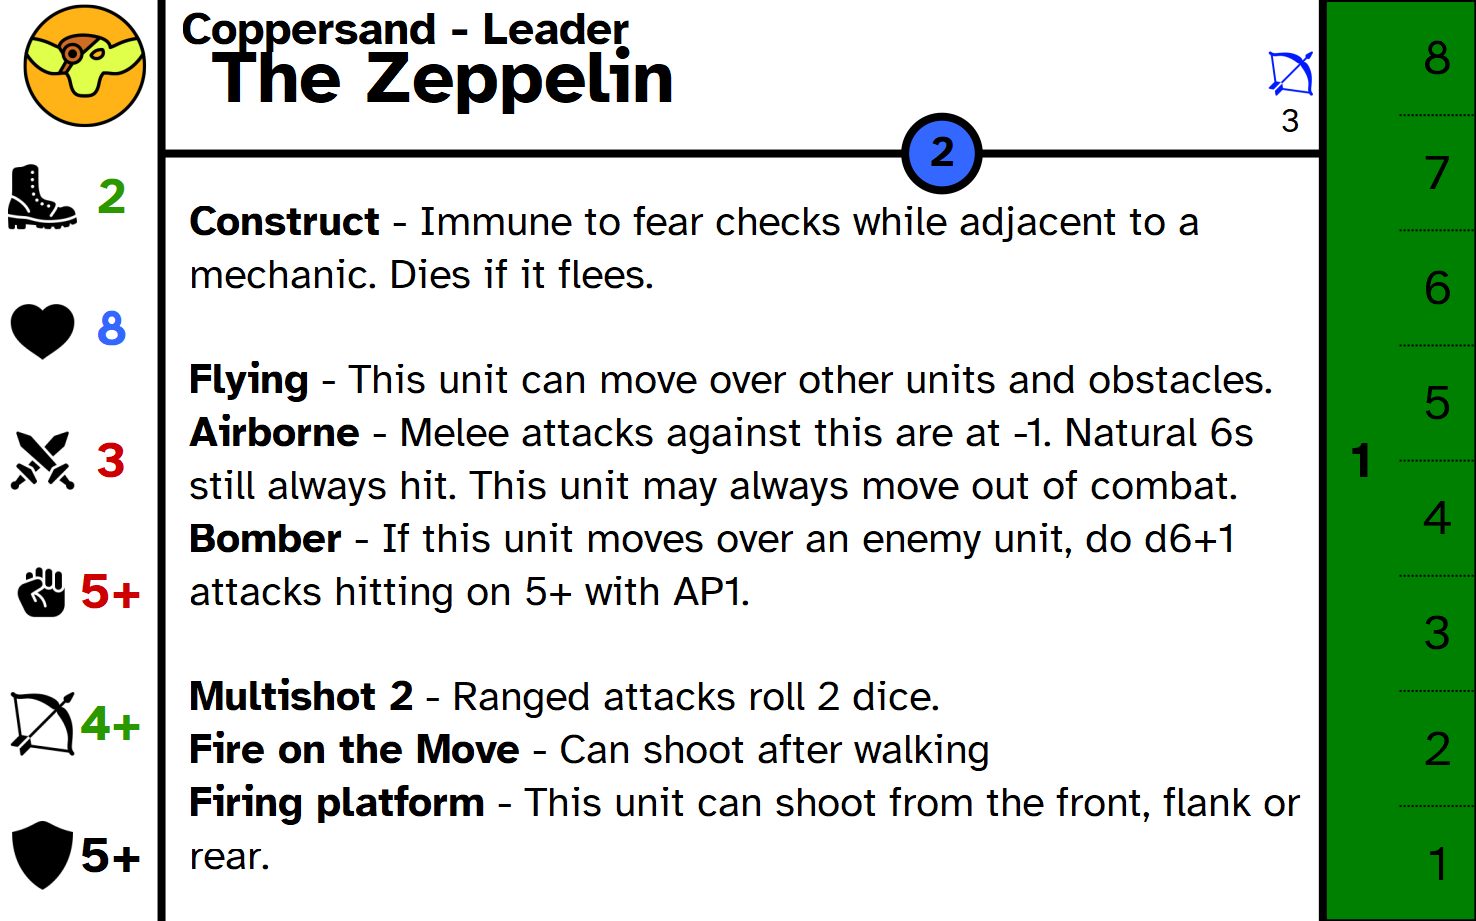 Coppersand - Leader
The Zeppelin
3
2
2
8
3
5+
4+
5+
Construct - Immune to fear checks while adjacent to a
mechanic. Dies if it flees.
Flying - This unit can move over other units and obstacles.
Airborne - Melee attacks against this are at -1. Natural 6s
still always hit. This unit may always move out of combat.
Bomber - If this unit moves over an enemy unit, do d6+1
attacks hitting on 5+ with AP1.
Multishot 2 - Ranged attacks roll 2 dice.
Fire on the Move - Can shoot after walking
Firing platform - This unit can shoot from the front, flank or
rear.
1
8
7
6
5
4
3
2
1